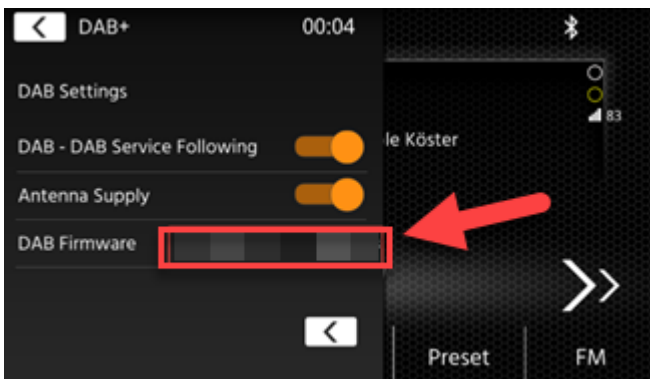 DAB+ 00:04
DAB Settings
83
DAB - DAB Service Following
le Köster
Antenna Supply
DAB Firmware
Preset FM